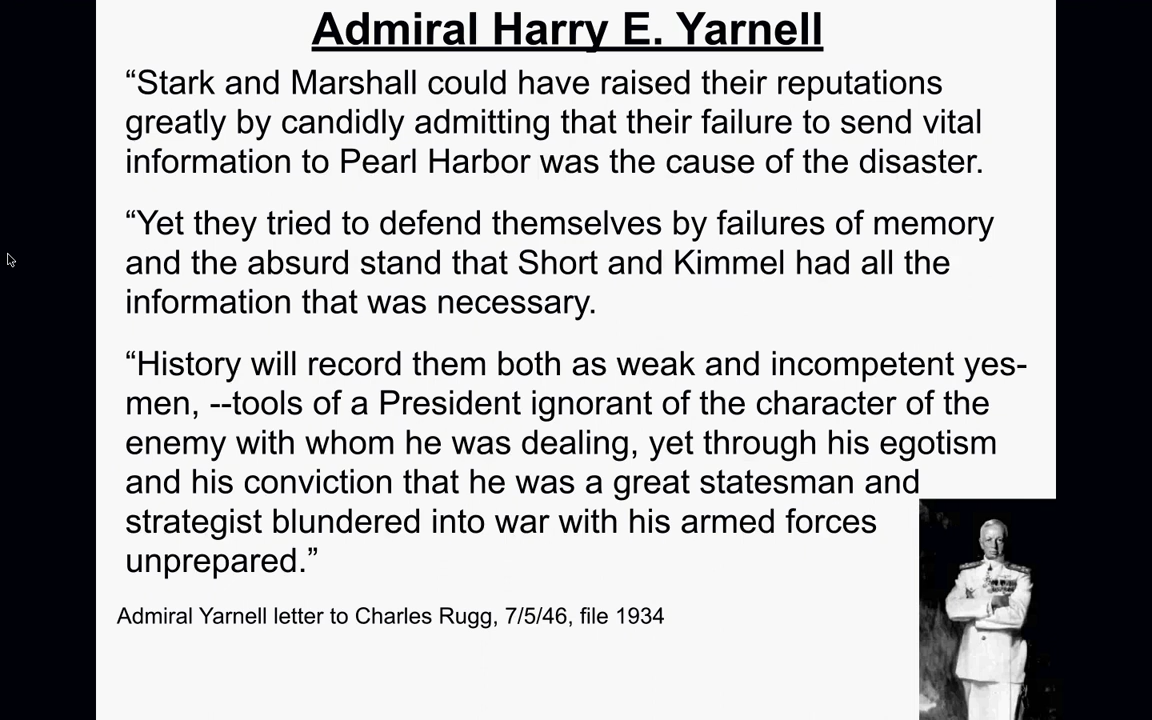 Admiral Harry E. Yarnell
“Stark and Marshall could have raised their reputations
greatly by candidly admitting that their failure to send vital
information to Pearl Harbor was the cause of the disaster.
“Yet they tried to defend themselves by failures of memory
and the absurd stand that Short and Kimmel had all the
information that was necessary.
“History will record them both as weak and incompetent yes-
men, --tools of a President ignorant of the character of the
enemy with whom he was dealing, yet through his egotism
and his conviction that he was a great statesman and
strategist blundered into war with his armed forces
unprepared.”
Admiral Yarnell letter to Charles Rugg, 7/5/46, file 1934